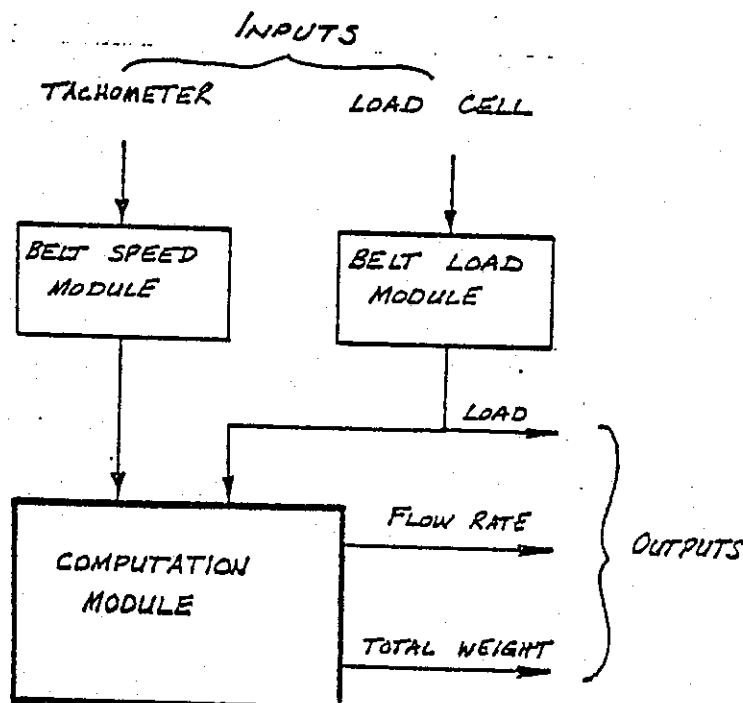 INPUTS
TACHOMETER
LOAD CELL
BELT SPEED
MODULE
BELT LOAD
MODULE
LOAD
FLOW RATE
OUTPUTS
COMPUTATION
MODULE
TOTAL WEIGHT